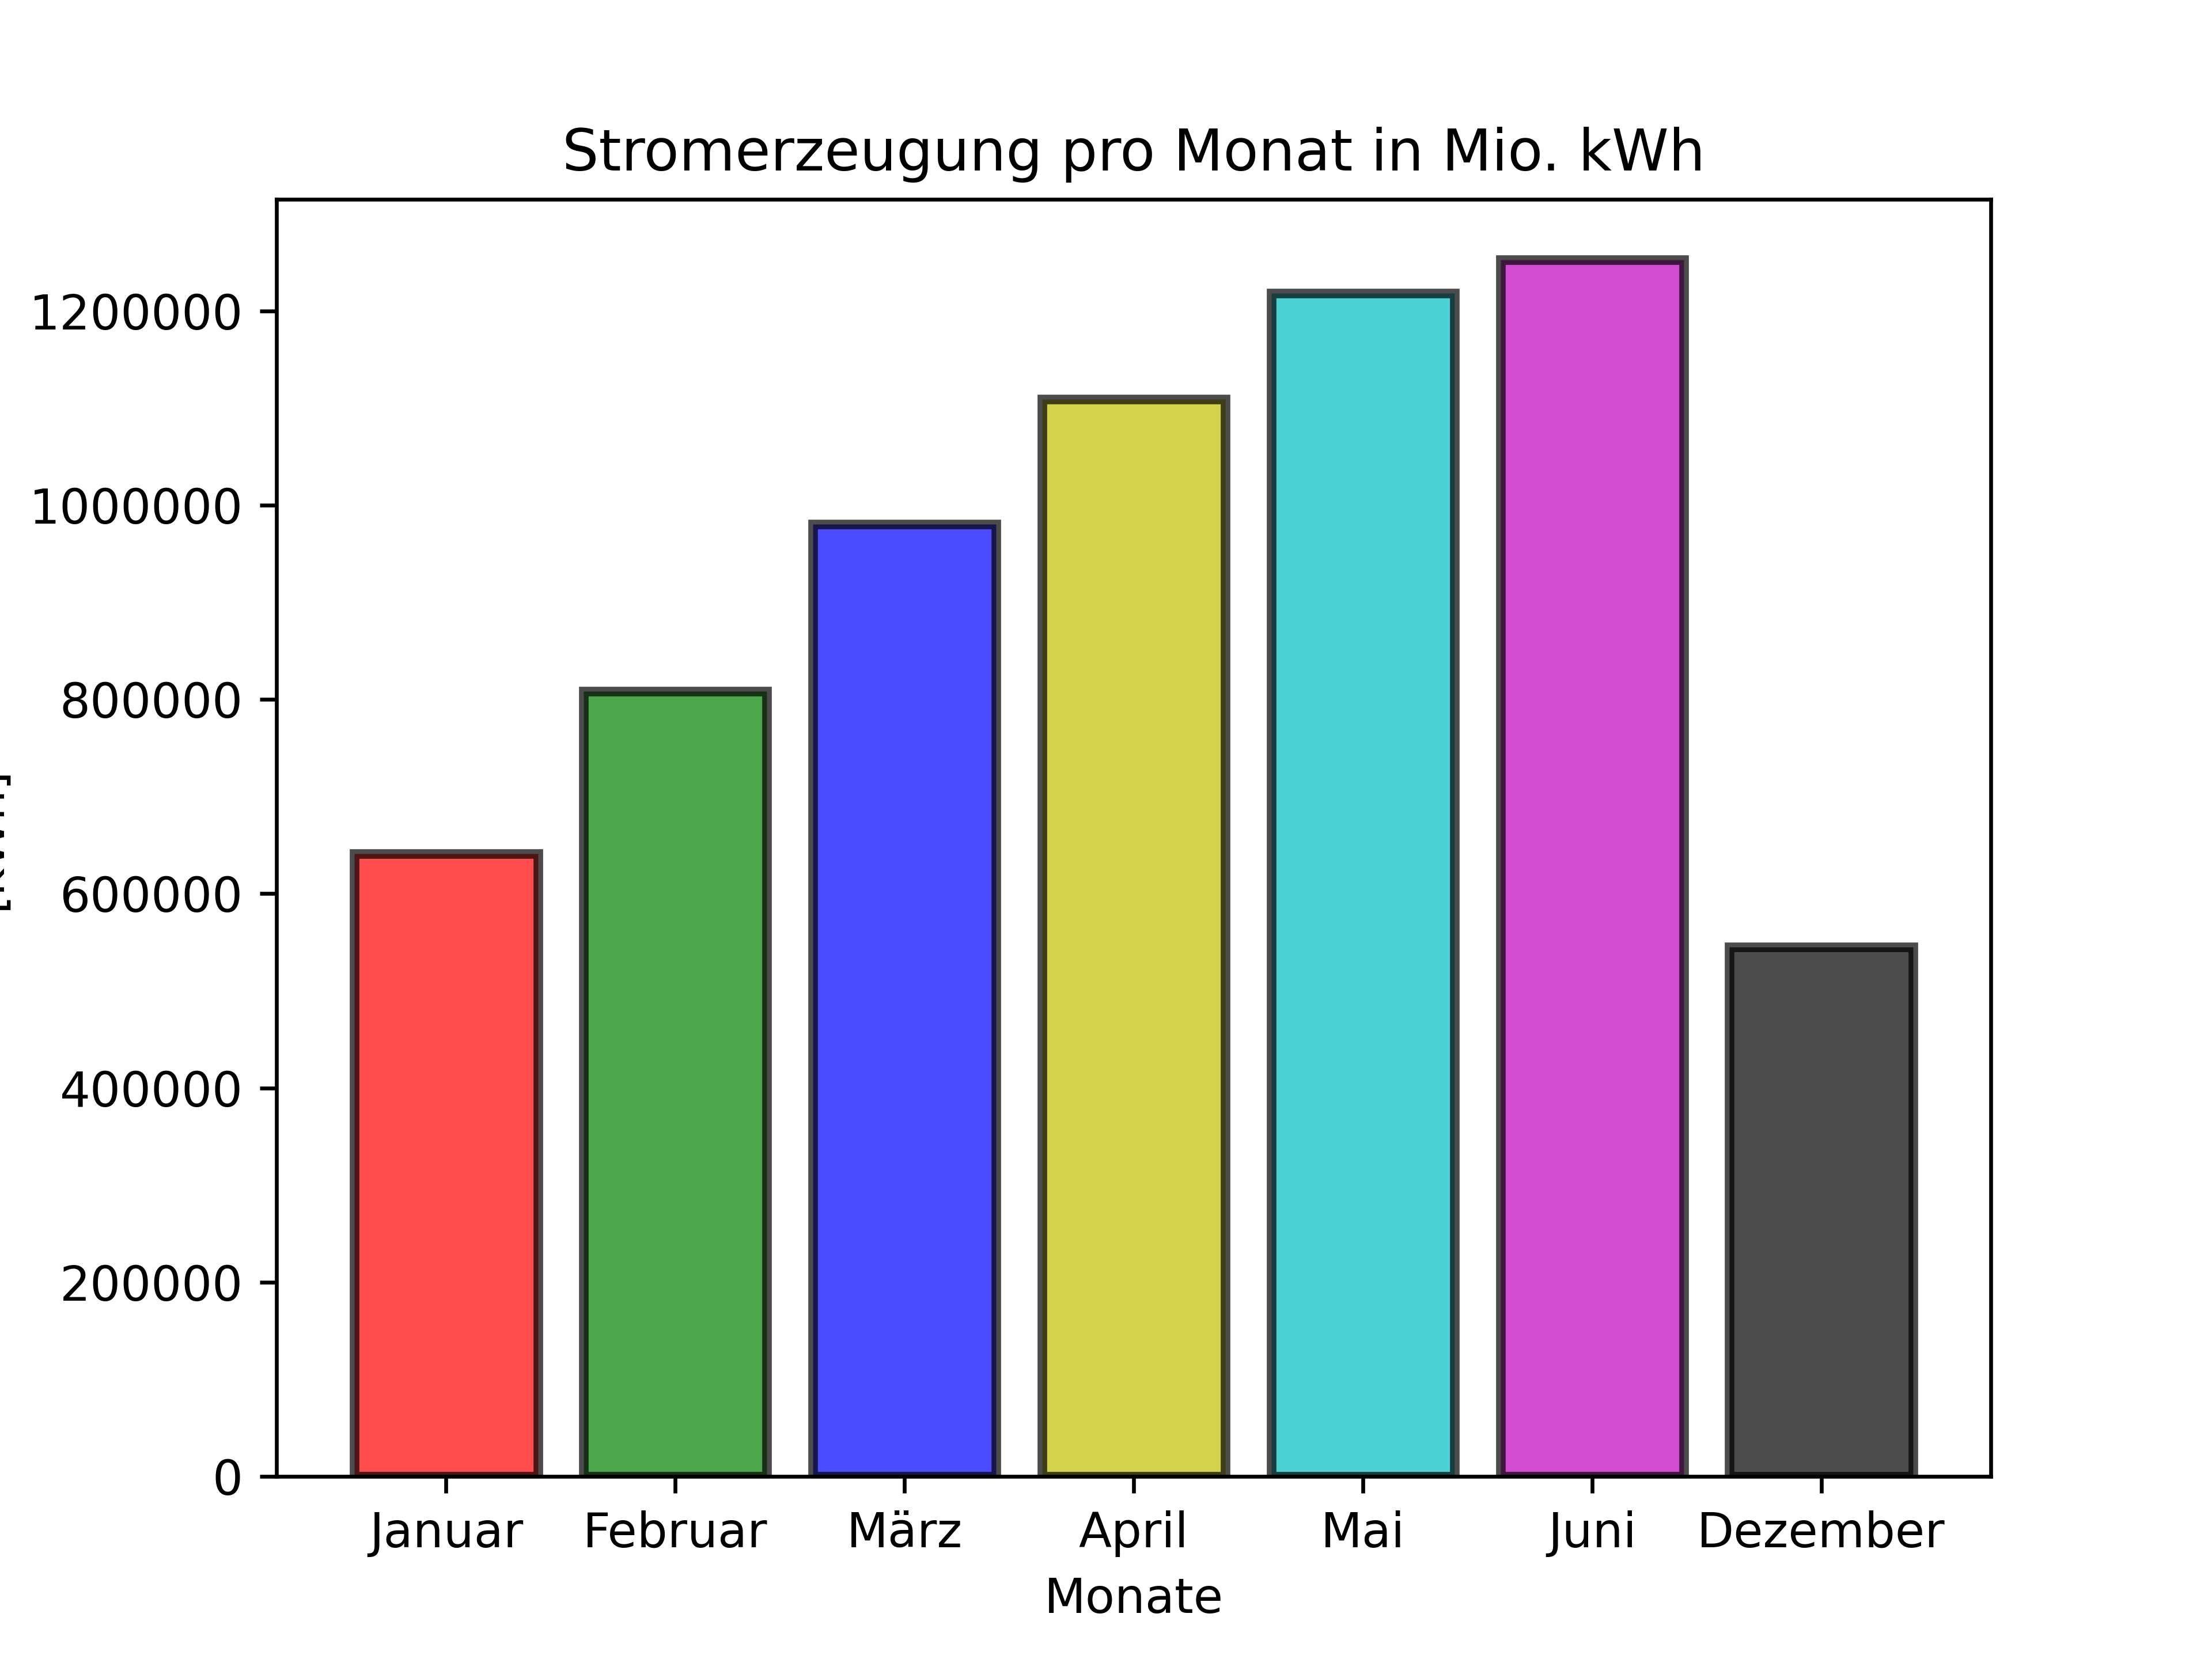 Stromerzeugung pro Monat in Mio. kWh
1200000
1000000
800000
600000
400000
200000
0
Januar Februar März April Mai Juni Dezember
Monate